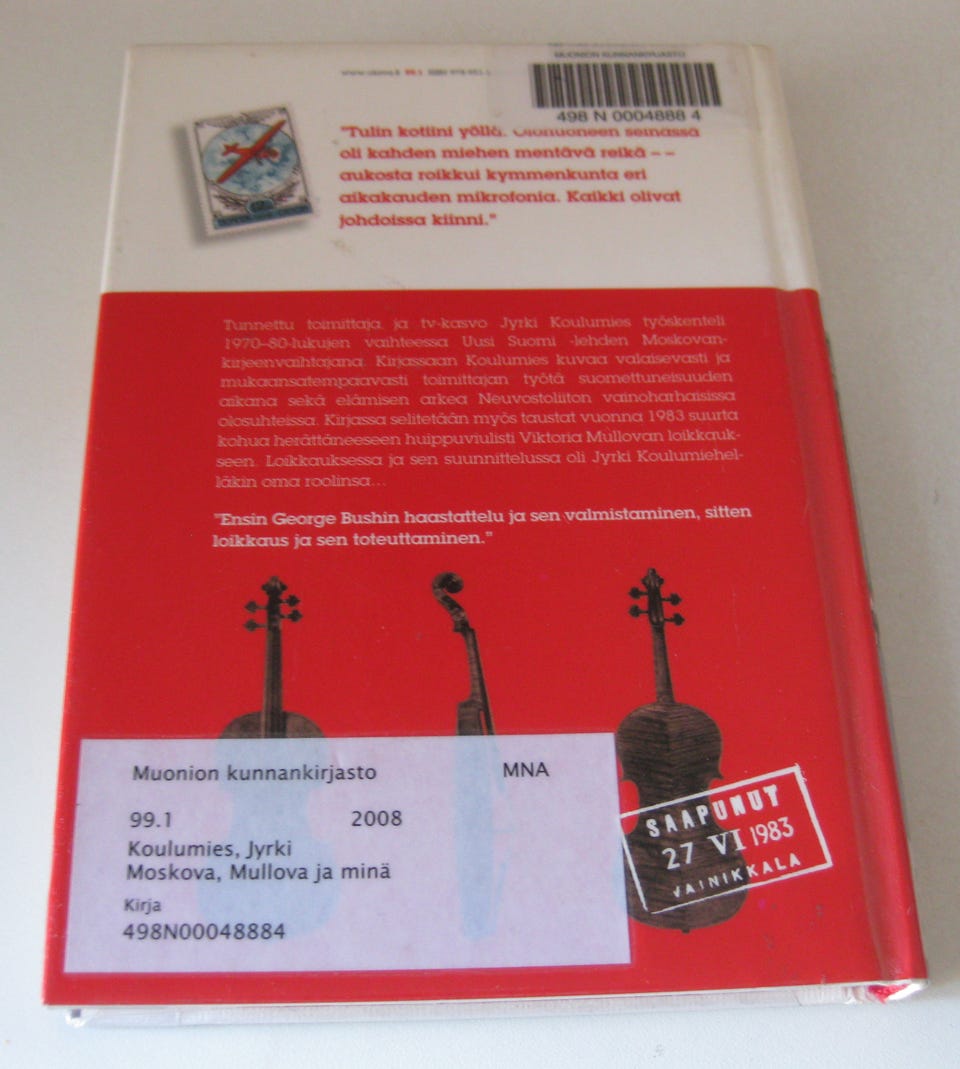 MUONION KUNNANKIRJASTO
99.1
498 N 0004888 4
"Tulin kotiini yöllä. Olohuoneen seinässä
oli kahden miehen mentävä reikä – –
aukosta roikkui kymmenkunta eri
aikakauden mikrofonia. Kaikki olivat
johdoissa kiinni."
Tunnettu toimittaja ja tv-kasvo Jyrki Koulumies työskenteli
1970–80-lukujen vaihteessa Uusi Suomi -lehden Moskovan-
kirjeenvaihtajana. Kirjassaan Koulumies kuvaa valaisevasti ja
mukaansatempaavasti toimittajan työtä suomettuneisuuden
aikana sekä elämisen arkea Neuvostoliiton vainoharhaisissa
olosuhteissa. Kirjassa selitetään myös taustat vuonna 1983 suurta
kohua herättäneeseen huippuviulisti Viktoria Mullovan loikkauk-
seen. Loikkauksessa ja sen suunnittelussa oli Jyrki Koulumiehel-
läkin oma roolinsa...
"Ensin George Bushin haastattelu ja sen valmistaminen, sitten
loikkaus ja sen toteuttaminen."
Muonion kunnankirjasto MNA
99.1 2008
Koulumies, Jyrki
Moskova, Mullova ja minä
Kirja
498N00048884
SAAPUNUT
27 VI 1983
VAINIKKALA